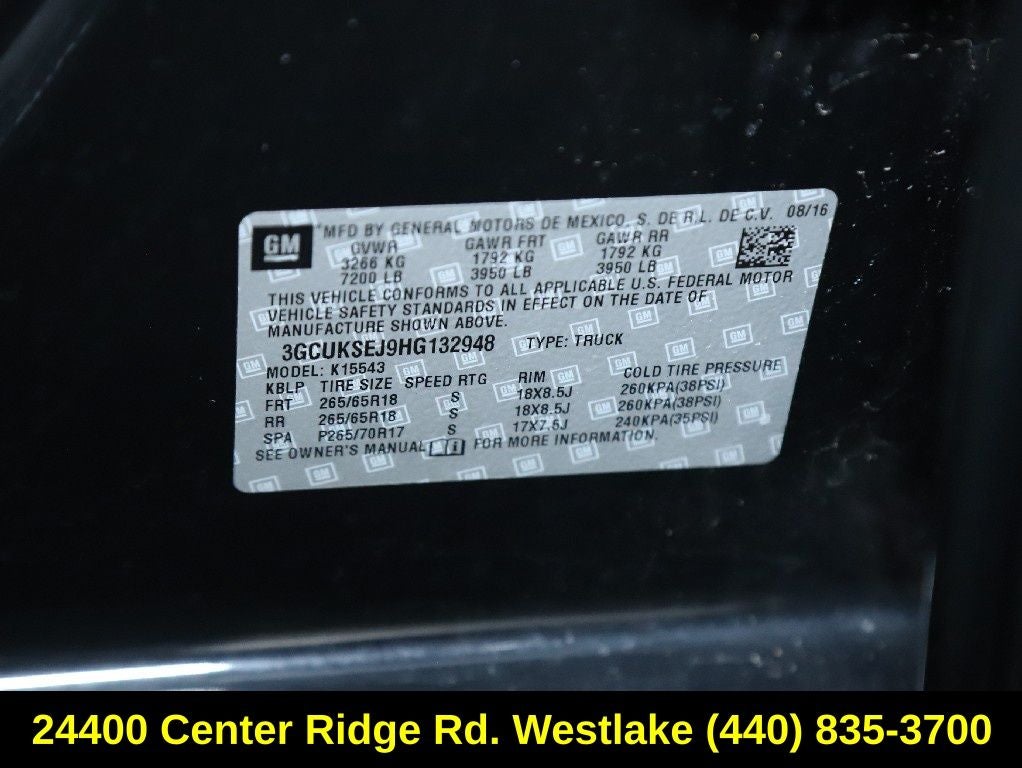 GM
MFD BY GENERAL MOTORS DE MEXICO, S. DE R.L. DE C.V. 08/16
GVWR GAWR FRT GAWR RR
3266 KG 1792 KG 1792 KG
7200 LB 3950 LB 3950 LB
THIS VEHICLE CONFORMS TO ALL APPLICABLE U.S. FEDERAL MOTOR
VEHICLE SAFETY STANDARDS IN EFFECT ON THE DATE OF
MANUFACTURE SHOWN ABOVE.
3GCUKSEJ9HG132948 TYPE: TRUCK
MODEL: K15543
KBLP TIRE SIZE SPEED RTG RIM COLD TIRE PRESSURE
FRT 265/65R18 S 18X8.5J 260KPA(38PSI)
RR 265/65R18 S 18X8.5J 260KPA(38PSI)
SPA P265/70R17 S 17X7.5J 240KPA(35PSI)
SEE OWNER'S MANUAL i FOR MORE INFORMATION.
24400 Center Ridge Rd. Westlake (440) 835-3700